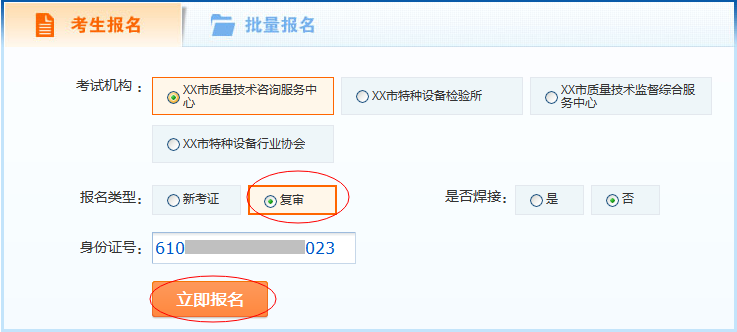 考生报名
批量报名
考试机构：
XX市质量技术咨询服务中
心
XX市特种设备检验所
XX市质量技术监督综合服
务中心
XX市特种设备行业协会
报名类型：
新考证
复审
是否焊接：
是
否
身份证号：
610
023
立即报名